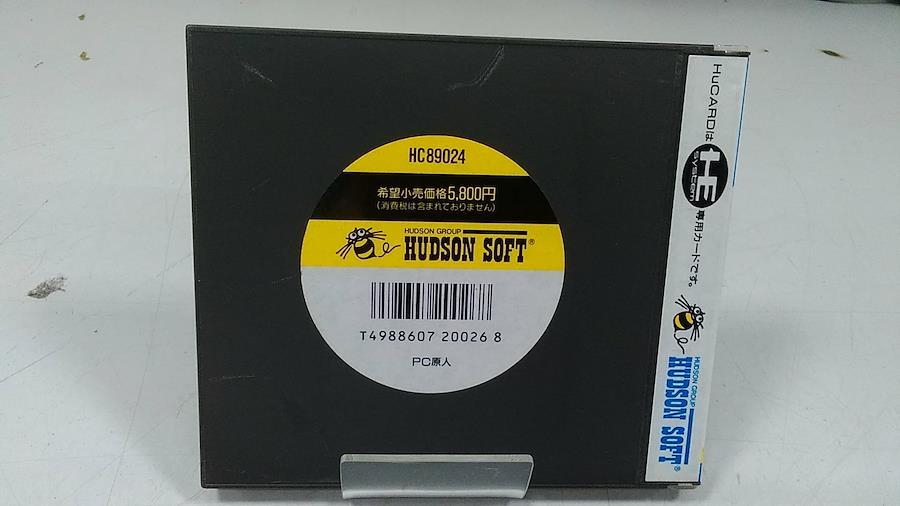 HC89024
希望小売価格5,800円
(消費税は含まれておりません)
HUDSON GROUP
HUDSON SOFT®
T4988607 20026 8
PC原人
HuCARDは
HE
system
専用カードです。
HUDSON GROUP
HUDSON SOFT®